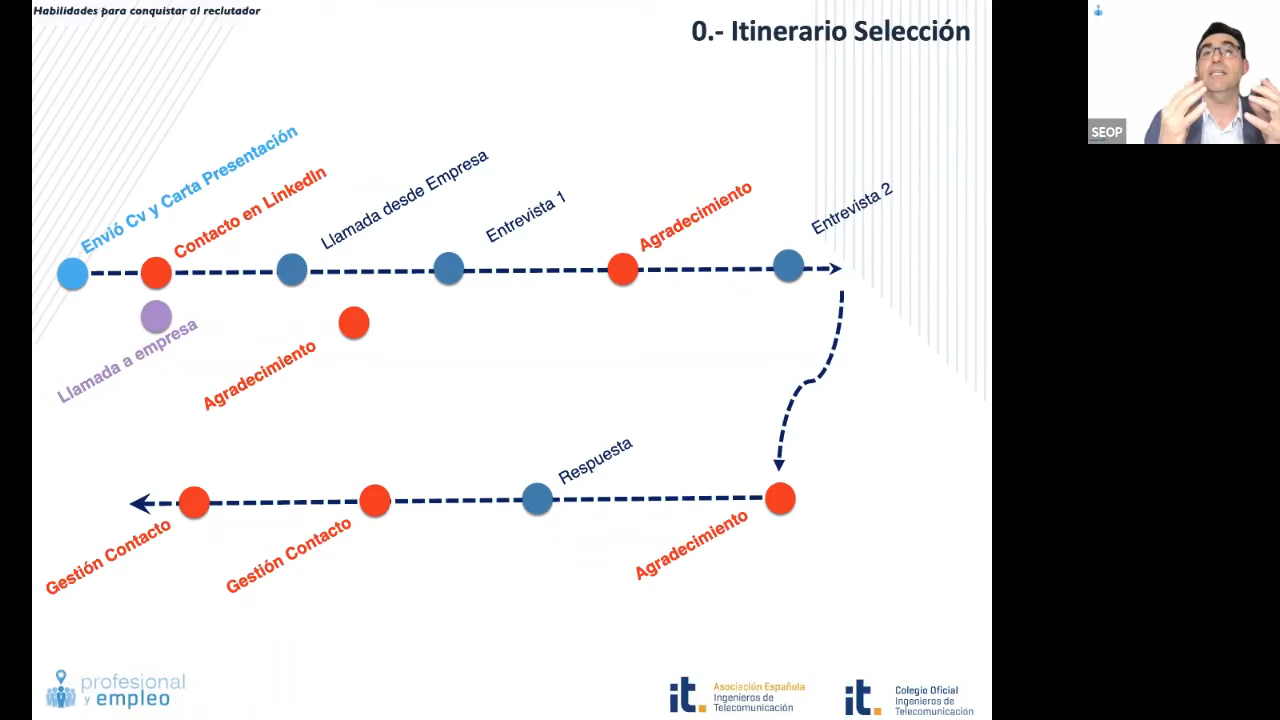 Habilidades para conquistar al reclutador
0.- Itinerario Selección
SEOP
Envió Cv y Carta Presentación
Contacto en LinkedIn
Llamada desde Empresa
Entrevista 1
Agradecimiento
Entrevista 2
Llamada a empresa
Agradecimiento
Respuesta
Gestión Contacto
Gestión Contacto
Agradecimiento
profesional
y empleo
it.
Asociación Española
Ingenieros de
Telecomunicación
it.
Colegio Oficial
Ingenieros de
Telecomunicación